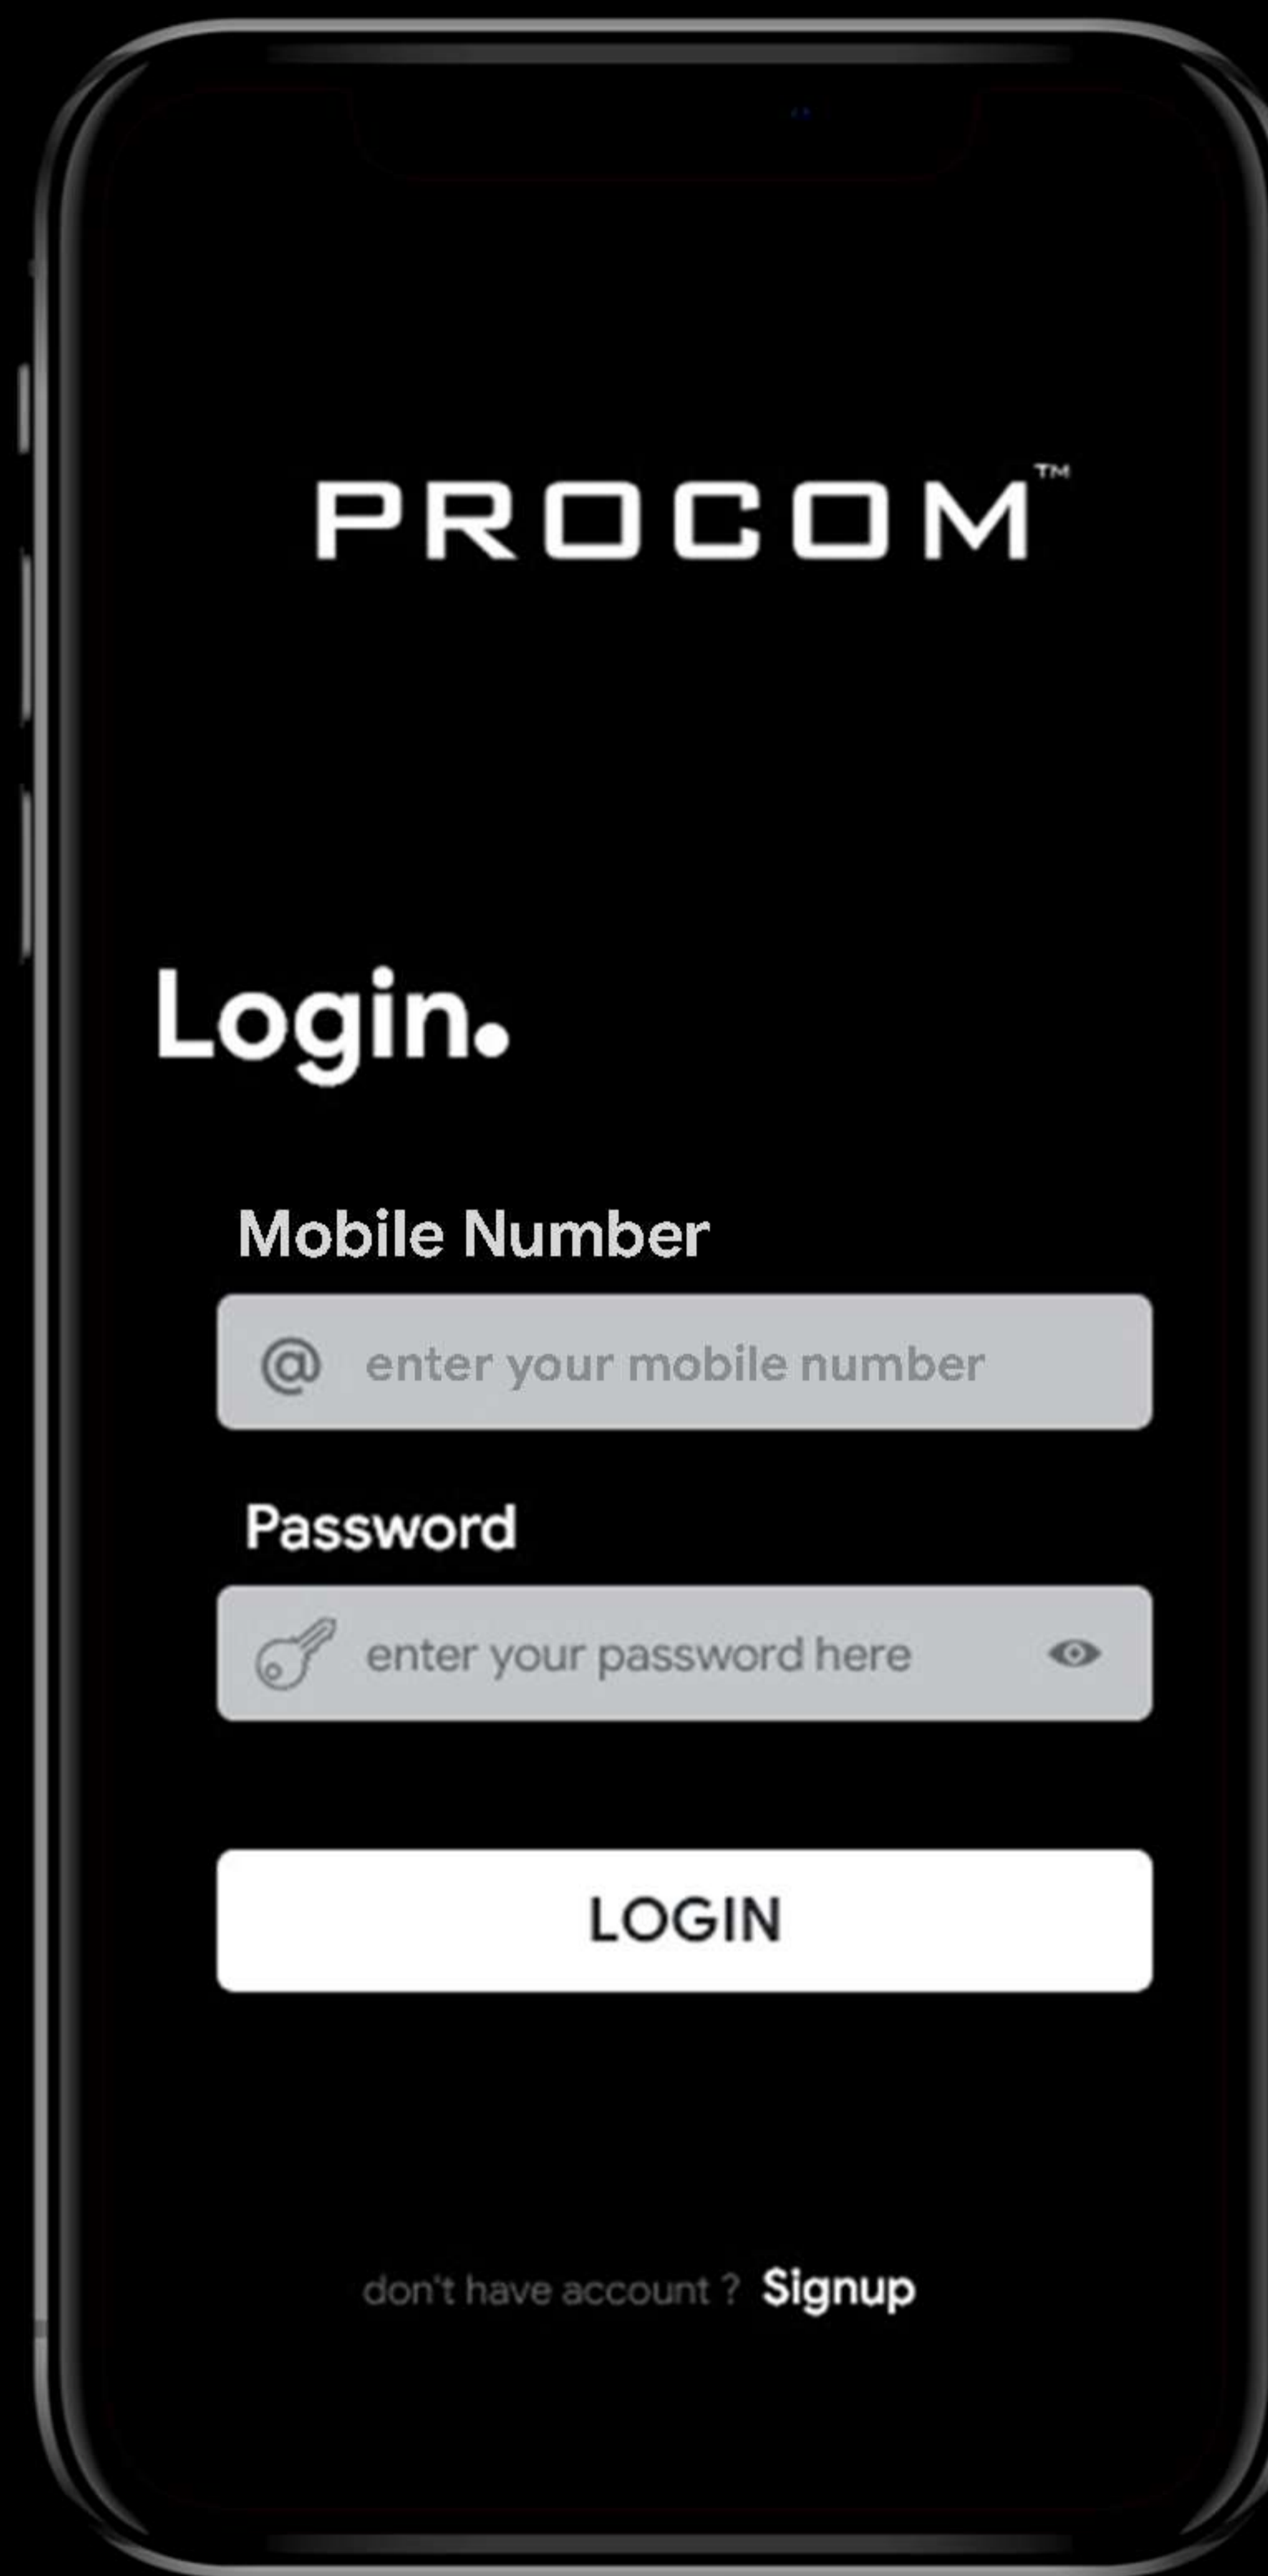 PROCOM™
Login.
Mobile Number
@ enter your mobile number
Password
enter your password here
LOGIN
don't have account ? Signup